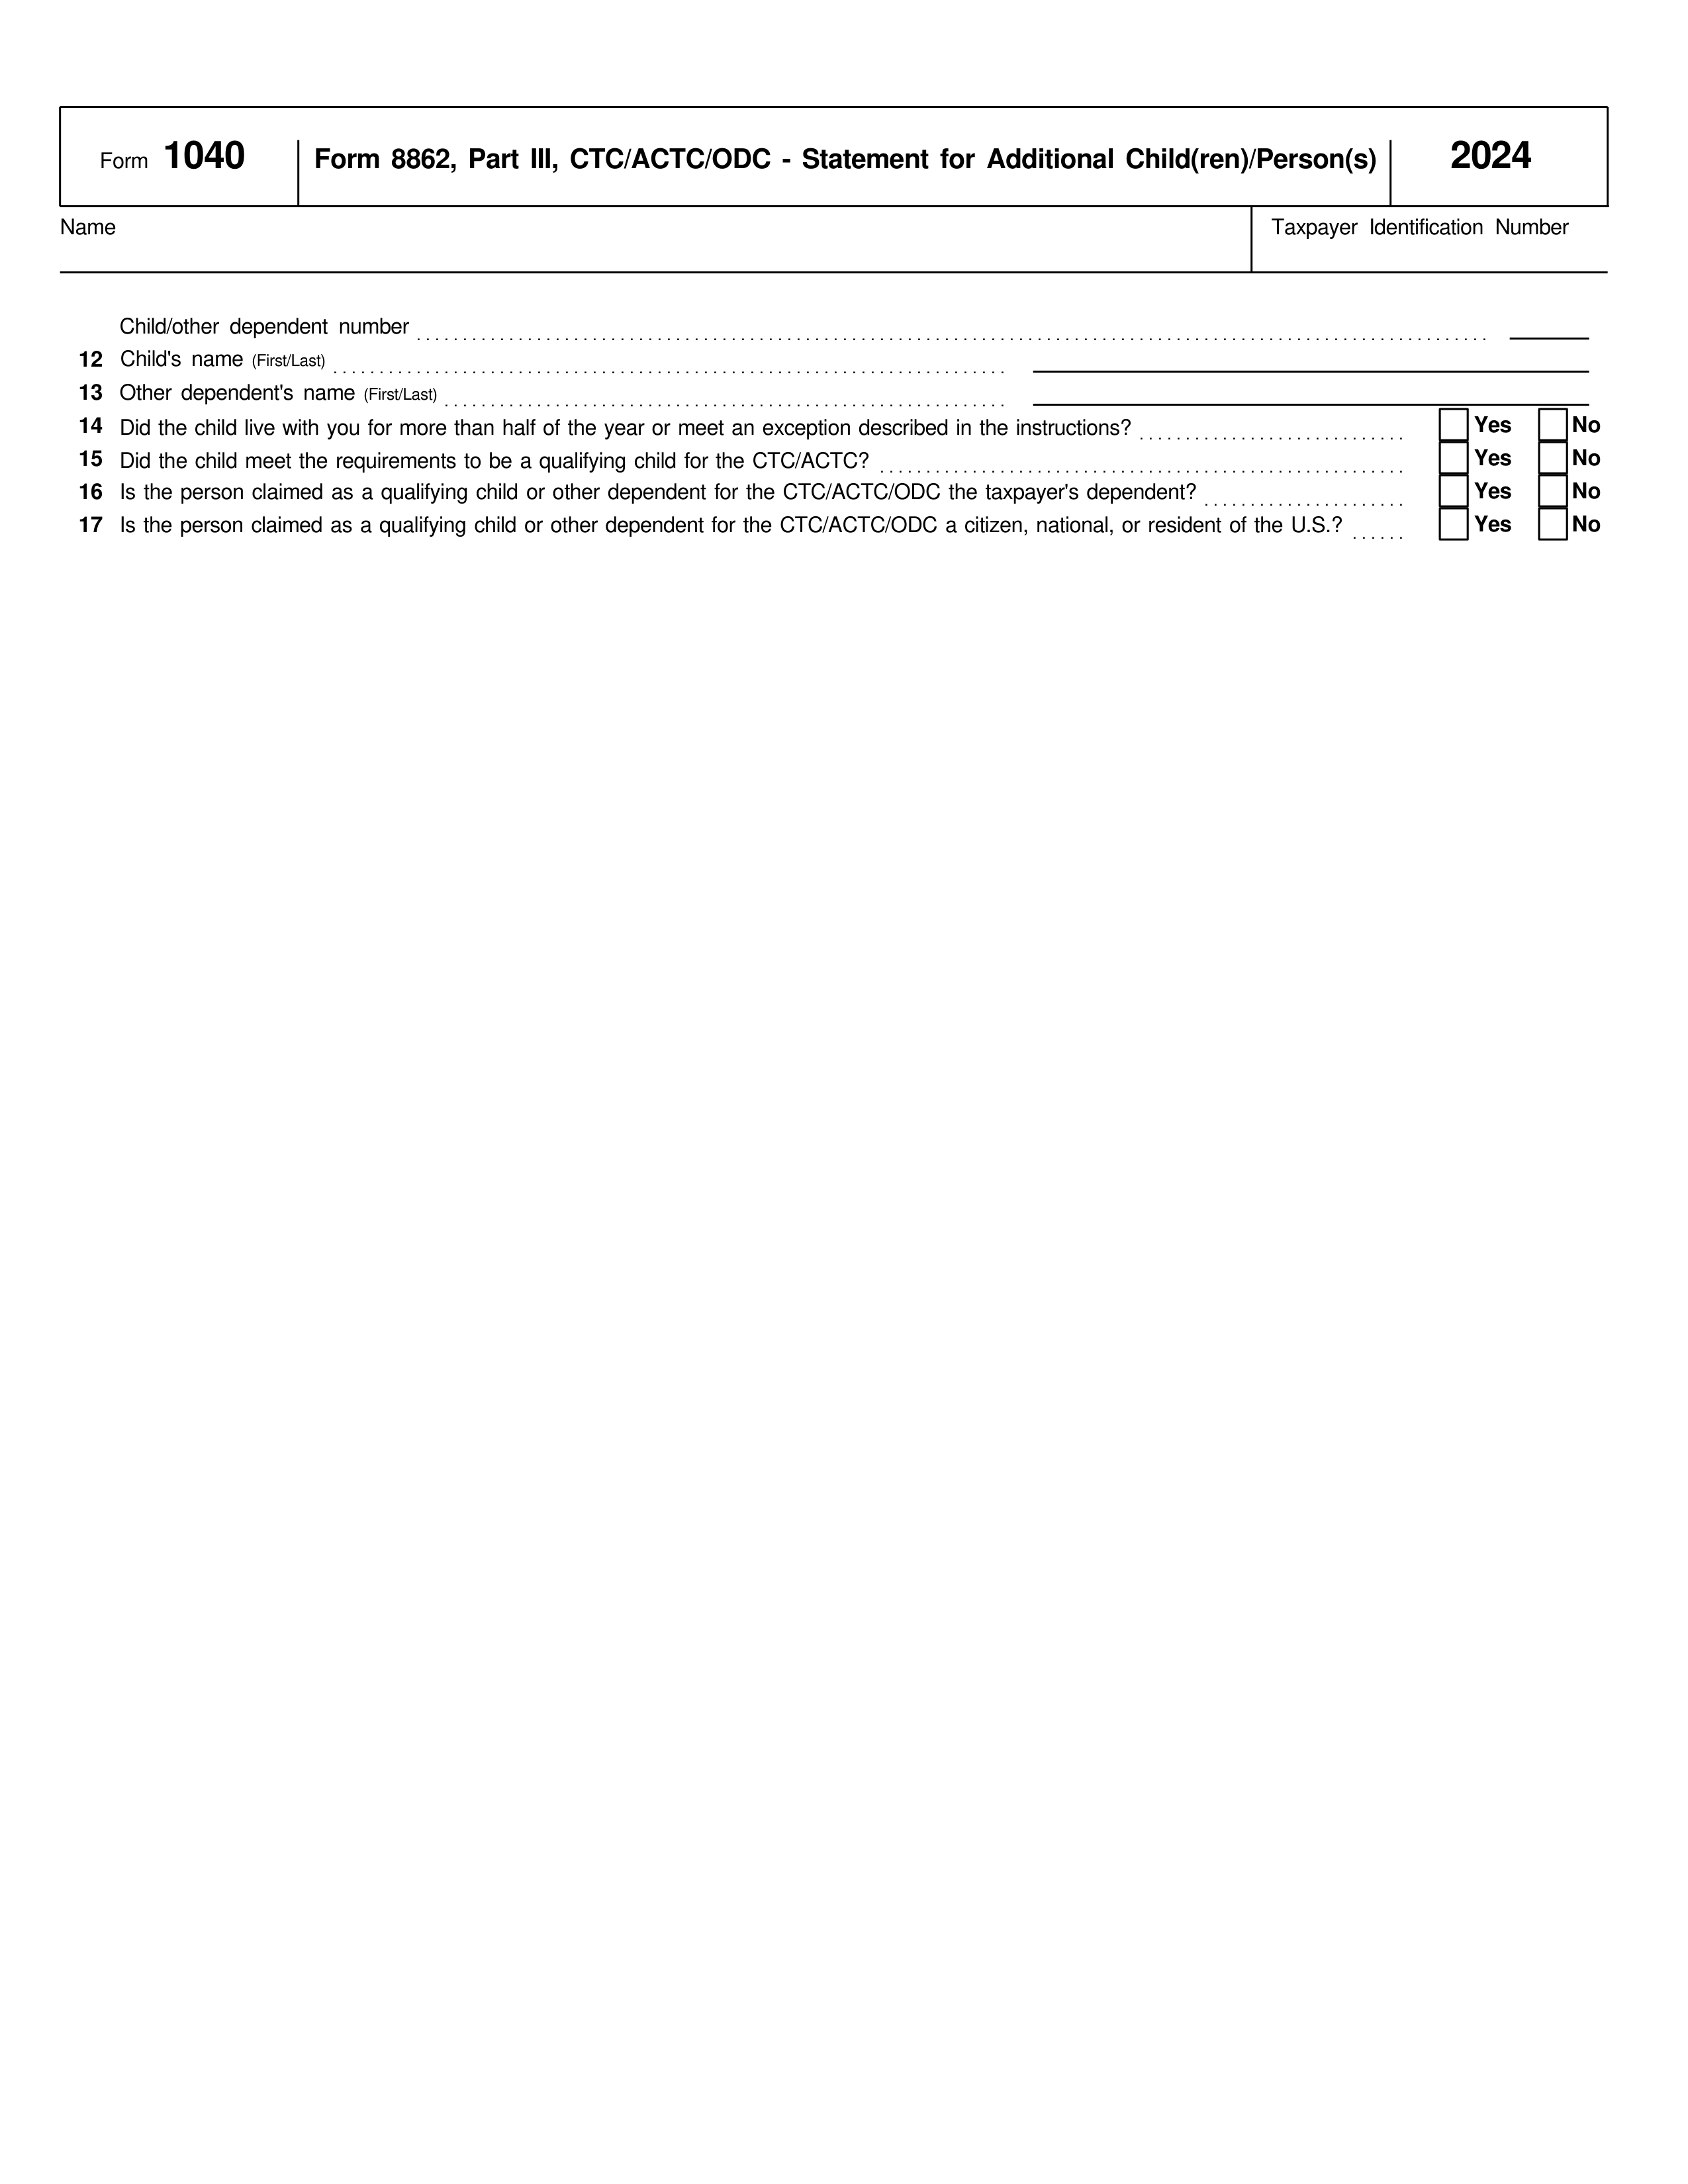 Form 1040 Form 8862, Part III, CTC/ACTC/ODC - Statement for Additional Child(ren)/Person(s) 2024
Name Taxpayer Identification Number
Child/other dependent number
12 Child's name (First/Last)
13 Other dependent's name (First/Last)
14 Did the child live with you for more than half of the year or meet an exception described in the instructions? Yes No
15 Did the child meet the requirements to be a qualifying child for the CTC/ACTC? Yes No
16 Is the person claimed as a qualifying child or other dependent for the CTC/ACTC/ODC the taxpayer's dependent? Yes No
17 Is the person claimed as a qualifying child or other dependent for the CTC/ACTC/ODC a citizen, national, or resident of the U.S.? Yes No